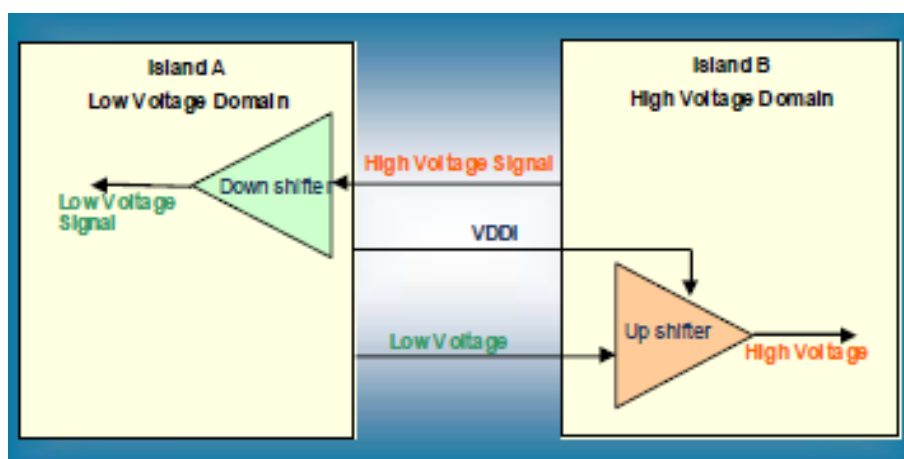 Island A
Low Voltage Domain
Island B
High Voltage Domain
High Voltage Signal
Down shifter
Low Voltage
Signal
VDDI
Low Voltage
Up shifter
High Voltage